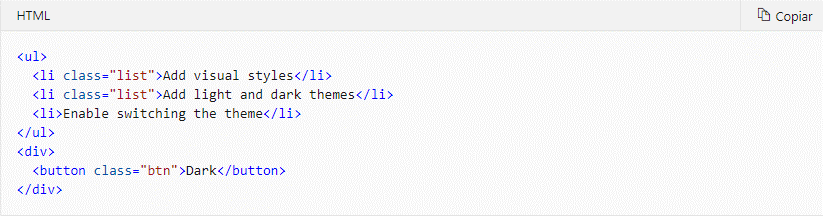 HTML
Copiar
<ul>
  <li class="list">Add visual styles</li>
  <li class="list">Add light and dark themes</li>
  <li>Enable switching the theme</li>
</ul>
<div>
  <button class="btn">Dark</button>
</div>